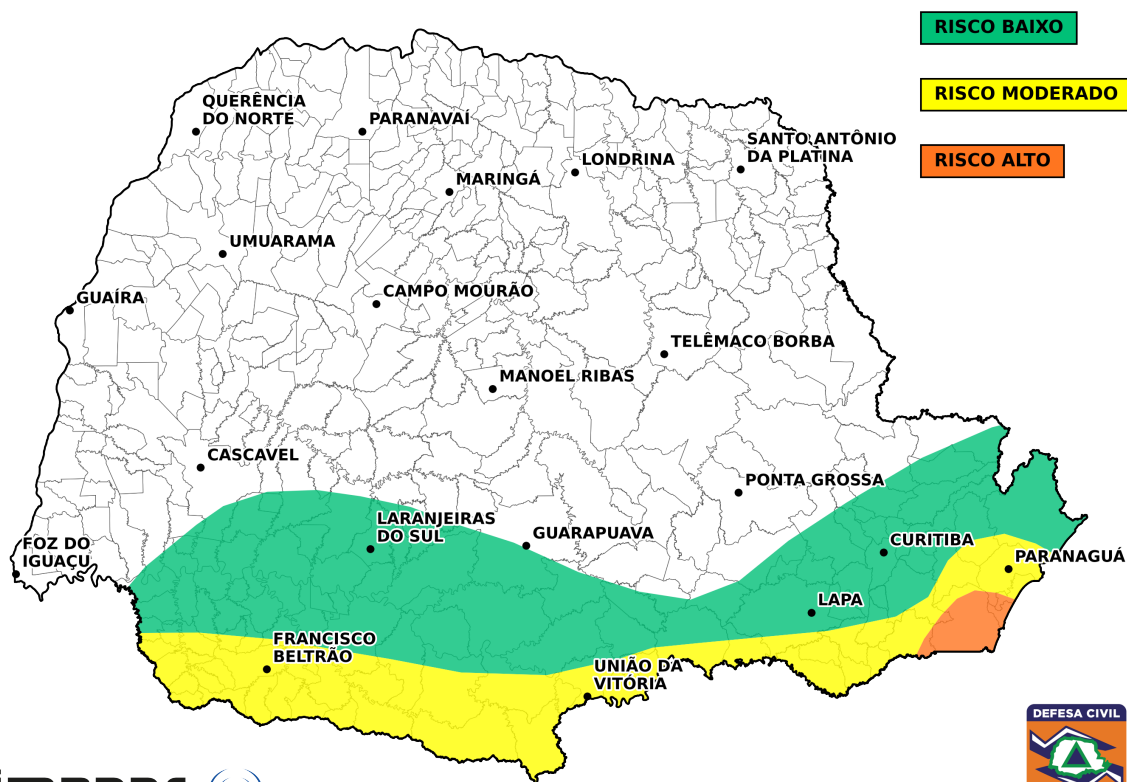 RISCO BAIXO
RISCO MODERADO
RISCO ALTO
QUERÊNCIA
DO NORTE
PARANAVAÍ
SANTO ANTÔNIO
DA PLATINA
LONDRINA
MARINGÁ
UMUARAMA
CAMPO MOURÃO
GUAÍRA
TELÊMACO BORBA
MANOEL RIBAS
CASCAVEL
PONTA GROSSA
LARANJEIRAS
DO SUL
GUARAPUAVA
CURITIBA
FOZ DO
IGUAÇU
PARANAGUÁ
LAPA
FRANCISCO
BELTRÃO
UNIÃO DA
VITÓRIA
DEFESA CIVIL